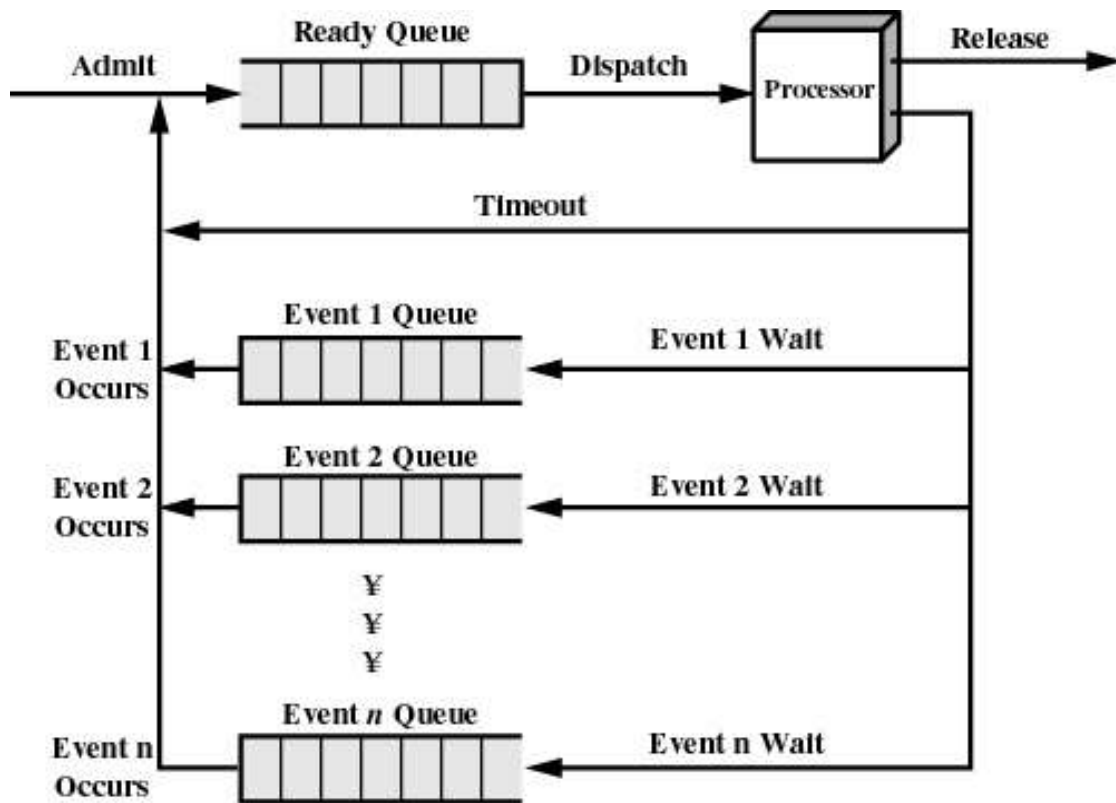 Ready Queue
Release
Admit
Dispatch
Processor
Timeout
Event 1 Queue
Event 1 Wait
Event 1
Occurs
Event 2 Queue
Event 2 Wait
Event 2
Occurs
¥
¥
¥
Event n Queue
Event n Wait
Event n
Occurs